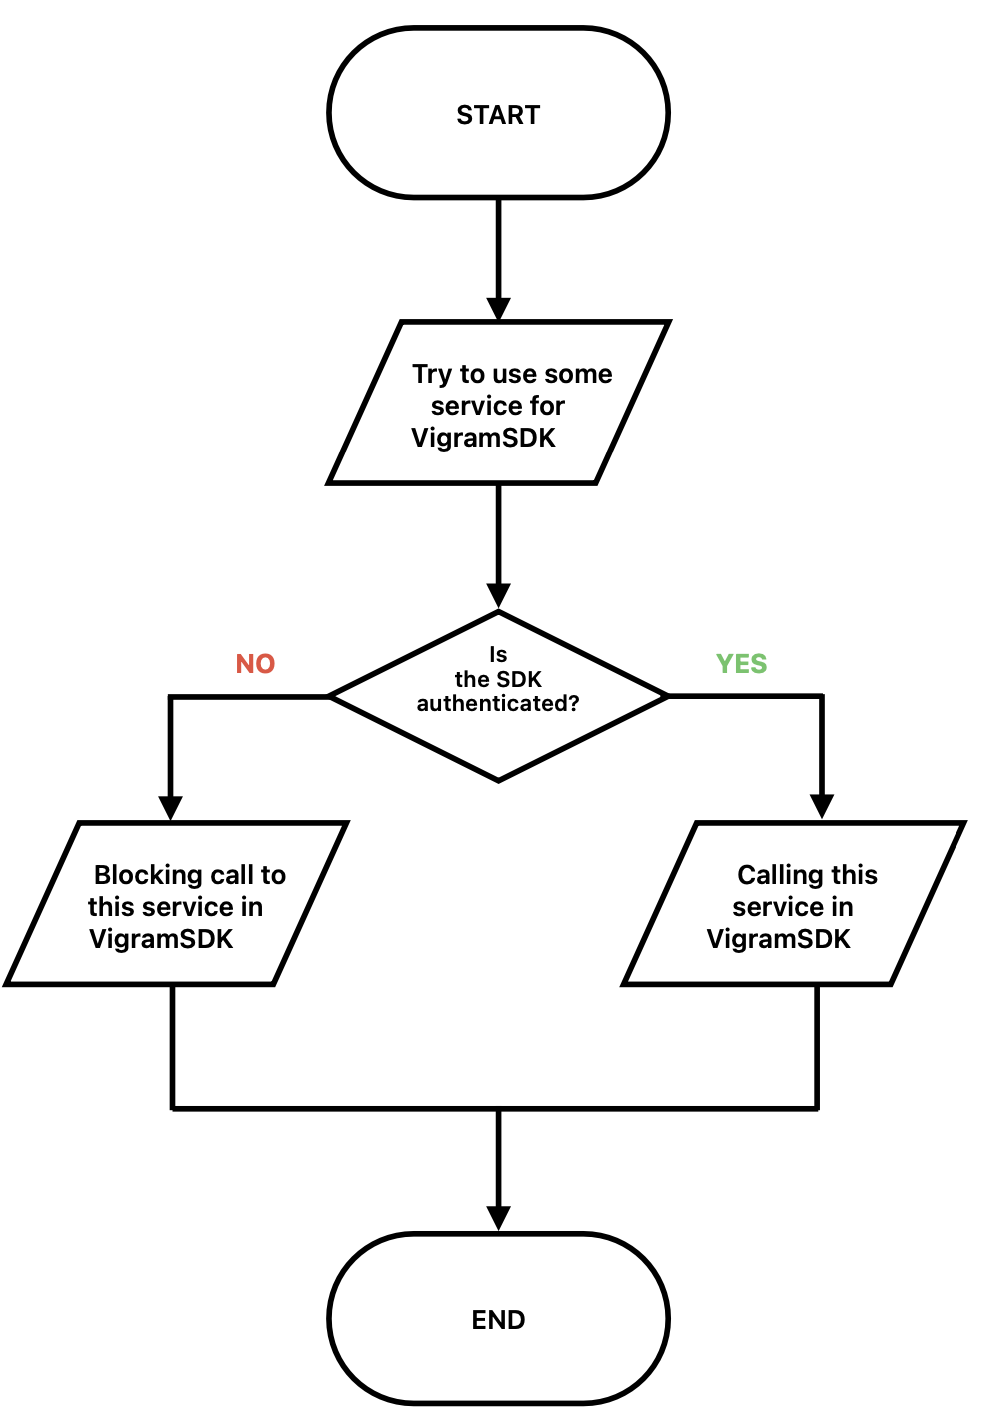 START
Try to use some
service for
VigramSDK
Is
the SDK
authenticated?
NO
YES
Blocking call to
this service in
VigramSDK
Calling this
service in
VigramSDK
END